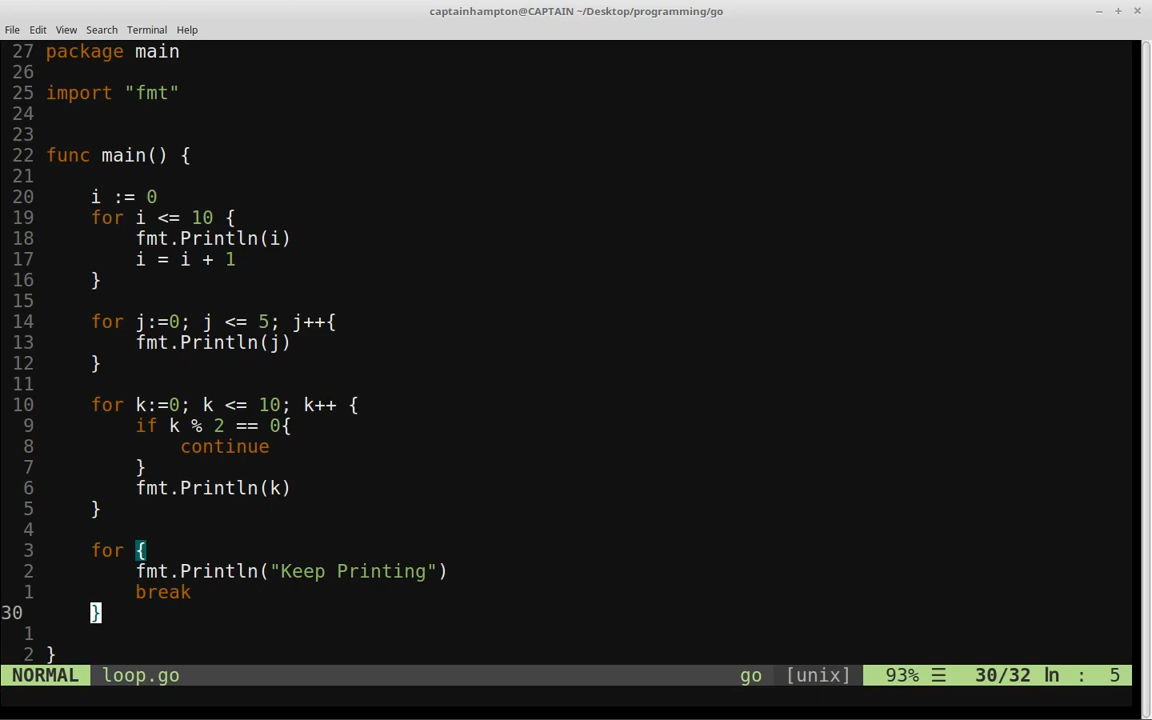 captainhampton@CAPTAIN ~/Desktop/programming/go
File Edit View Search Terminal Help
27 package main
26
25 import "fmt"
24
23
22 func main() {
21
20     i := 0
19     for i <= 10 {
18         fmt.Println(i)
17         i = i + 1
16     }
15
14     for j:=0; j <= 5; j++{
13         fmt.Println(j)
12     }
11
10     for k:=0; k <= 10; k++ {
9         if k % 2 == 0{
8             continue
7         }
6         fmt.Println(k)
5     }
4
3     for {
2         fmt.Println("Keep Printing")
1         break
30     }
1
2 }
NORMAL loop.go go [unix] 93% ☰ 30/32 ln : 5